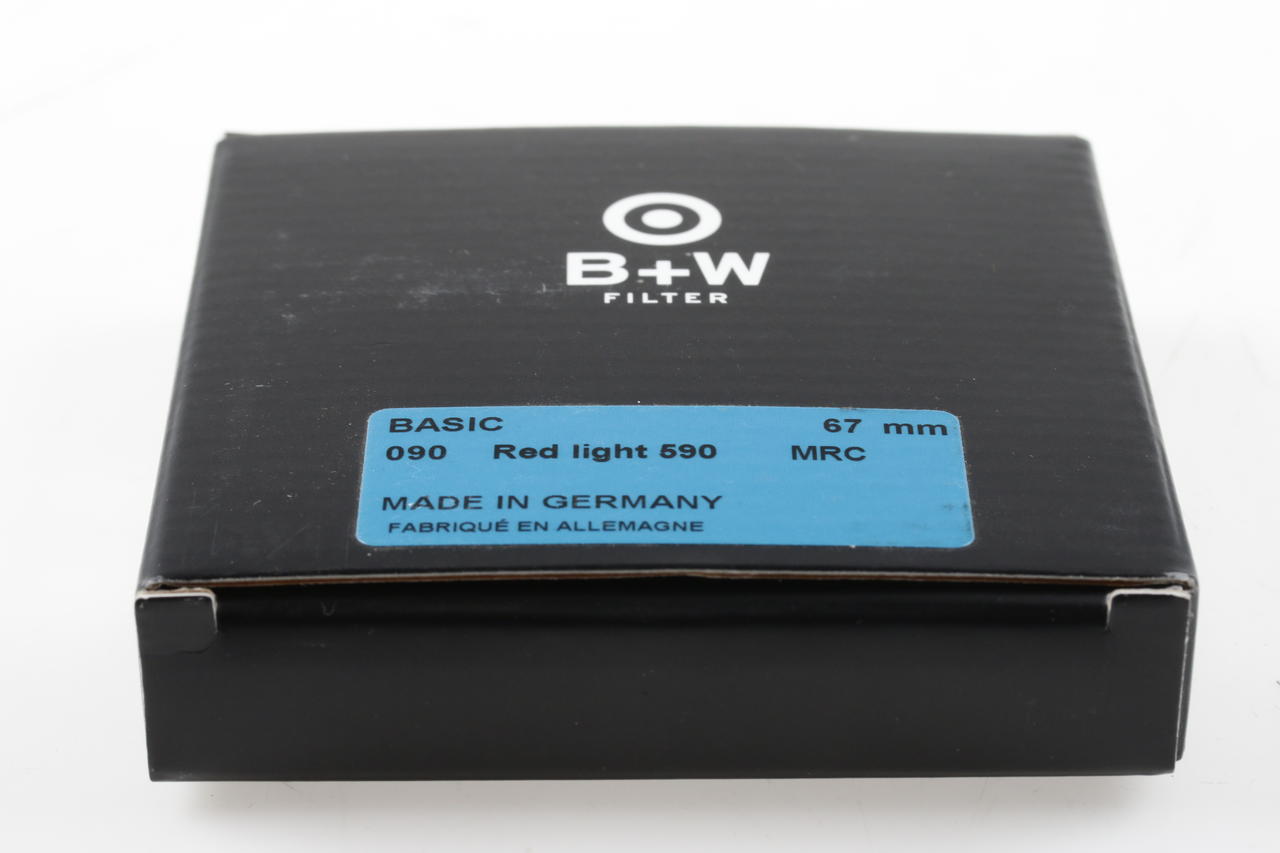 B+W
FILTER
BASIC 67 mm
090 Red light 590 MRC
MADE IN GERMANY
FABRIQUÉ EN ALLEMAGNE